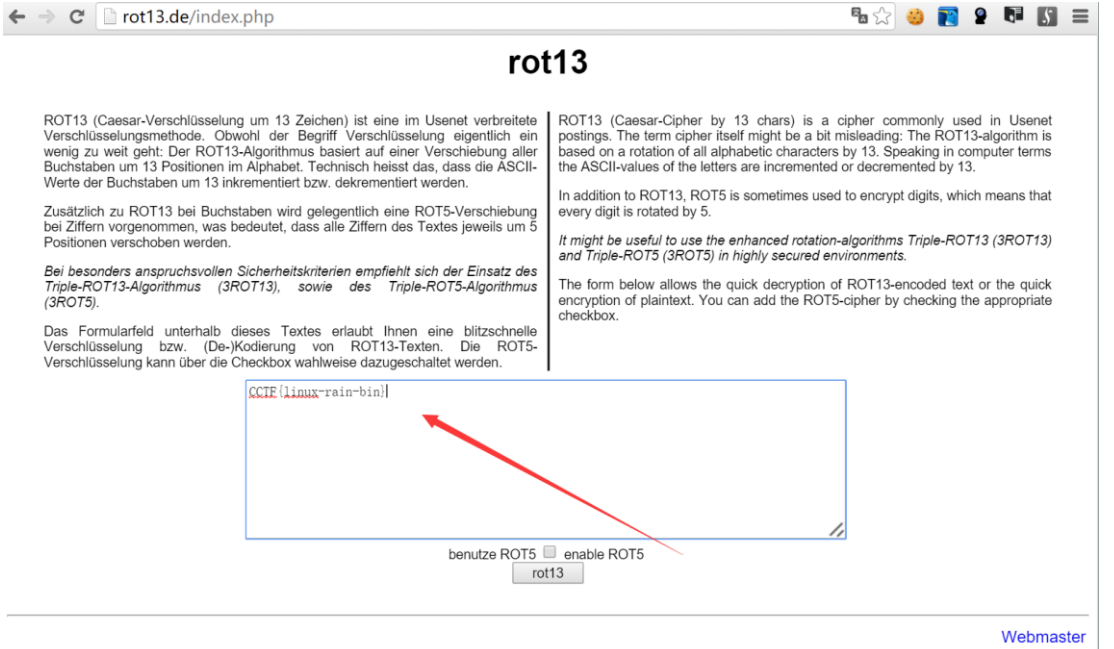 rot13.de/index.php
rot13
ROT13 (Caesar-Verschlüsselung um 13 Zeichen) ist eine im Usenet verbreitete
Verschlüsselungsmethode. Obwohl der Begriff Verschlüsselung eigentlich ein
wenig zu weit geht: Der ROT13-Algorithmus basiert auf einer Verschiebung aller
Buchstaben um 13 Positionen im Alphabet. Technisch heisst das, dass die ASCII-
Werte der Buchstaben um 13 inkrementiert bzw. dekrementiert werden.
Zusätzlich zu ROT13 bei Buchstaben wird gelegentlich eine ROT5-Verschiebung
bei Ziffern vorgenommen, was bedeutet, dass alle Ziffern des Textes jeweils um 5
Positionen verschoben werden.
Bei besonders anspruchsvollen Sicherheitskriterien empfiehlt sich der Einsatz des
Triple-ROT13-Algorithmus (3ROT13), sowie des Triple-ROT5-Algorithmus
(3ROT5).
Das Formularfeld unterhalb dieses Textes erlaubt Ihnen eine blitzschnelle
Verschlüsselung bzw. (De-)Kodierung von ROT13-Texten. Die ROT5-
Verschlüsselung kann über die Checkbox wahlweise dazugeschaltet werden.
ROT13 (Caesar-Cipher by 13 chars) is a cipher commonly used in Usenet
postings. The term cipher itself might be a bit misleading: The ROT13-algorithm is
based on a rotation of all alphabetic characters by 13. Speaking in computer terms
the ASCII-values of the letters are incremented or decremented by 13.
In addition to ROT13, ROT5 is sometimes used to encrypt digits, which means that
every digit is rotated by 5.
It might be useful to use the enhanced rotation-algorithms Triple-ROT13 (3ROT13)
and Triple-ROT5 (3ROT5) in highly secured environments.
The form below allows the quick decryption of ROT13-encoded text or the quick
encryption of plaintext. You can add the ROT5-cipher by checking the appropriate
checkbox.
CCTF{linux-rain-bin}
benutze ROT5 enable ROT5
rot13
Webmaster